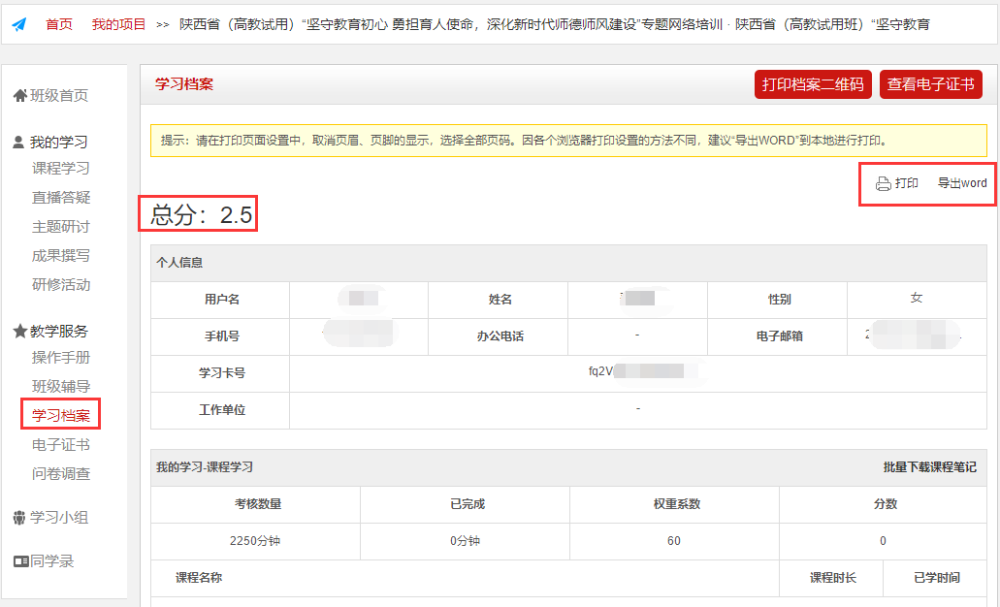 首页 我的项目 >> 陕西省（高教试用）“坚守教育初心 勇担育人使命，深化新时代师德师风建设”专题网络培训 · 陕西省（高教试用班）“坚守教育
班级首页
我的学习
课程学习
直播答疑
主题研讨
成果撰写
研修活动
教学服务
操作手册
班级辅导
学习档案
电子证书
问卷调查
学习小组
同学录
学习档案 打印档案二维码 查看电子证书
提示：请在打印页面设置中，取消页眉、页脚的显示，选择全部页码。因各个浏览器打印设置的方法不同，建议“导出WORD”到本地进行打印。
打印 导出word
总分：2.5
个人信息
用户名 姓名 性别 女
手机号 办公电话 - 电子邮箱 2
学习卡号 fq2V
工作单位 -
我的学习-课程学习 批量下载课程笔记
考核数量 已完成 权重系数 分数
2250分钟 0分钟 60 0
课程名称 课程时长 已学时间